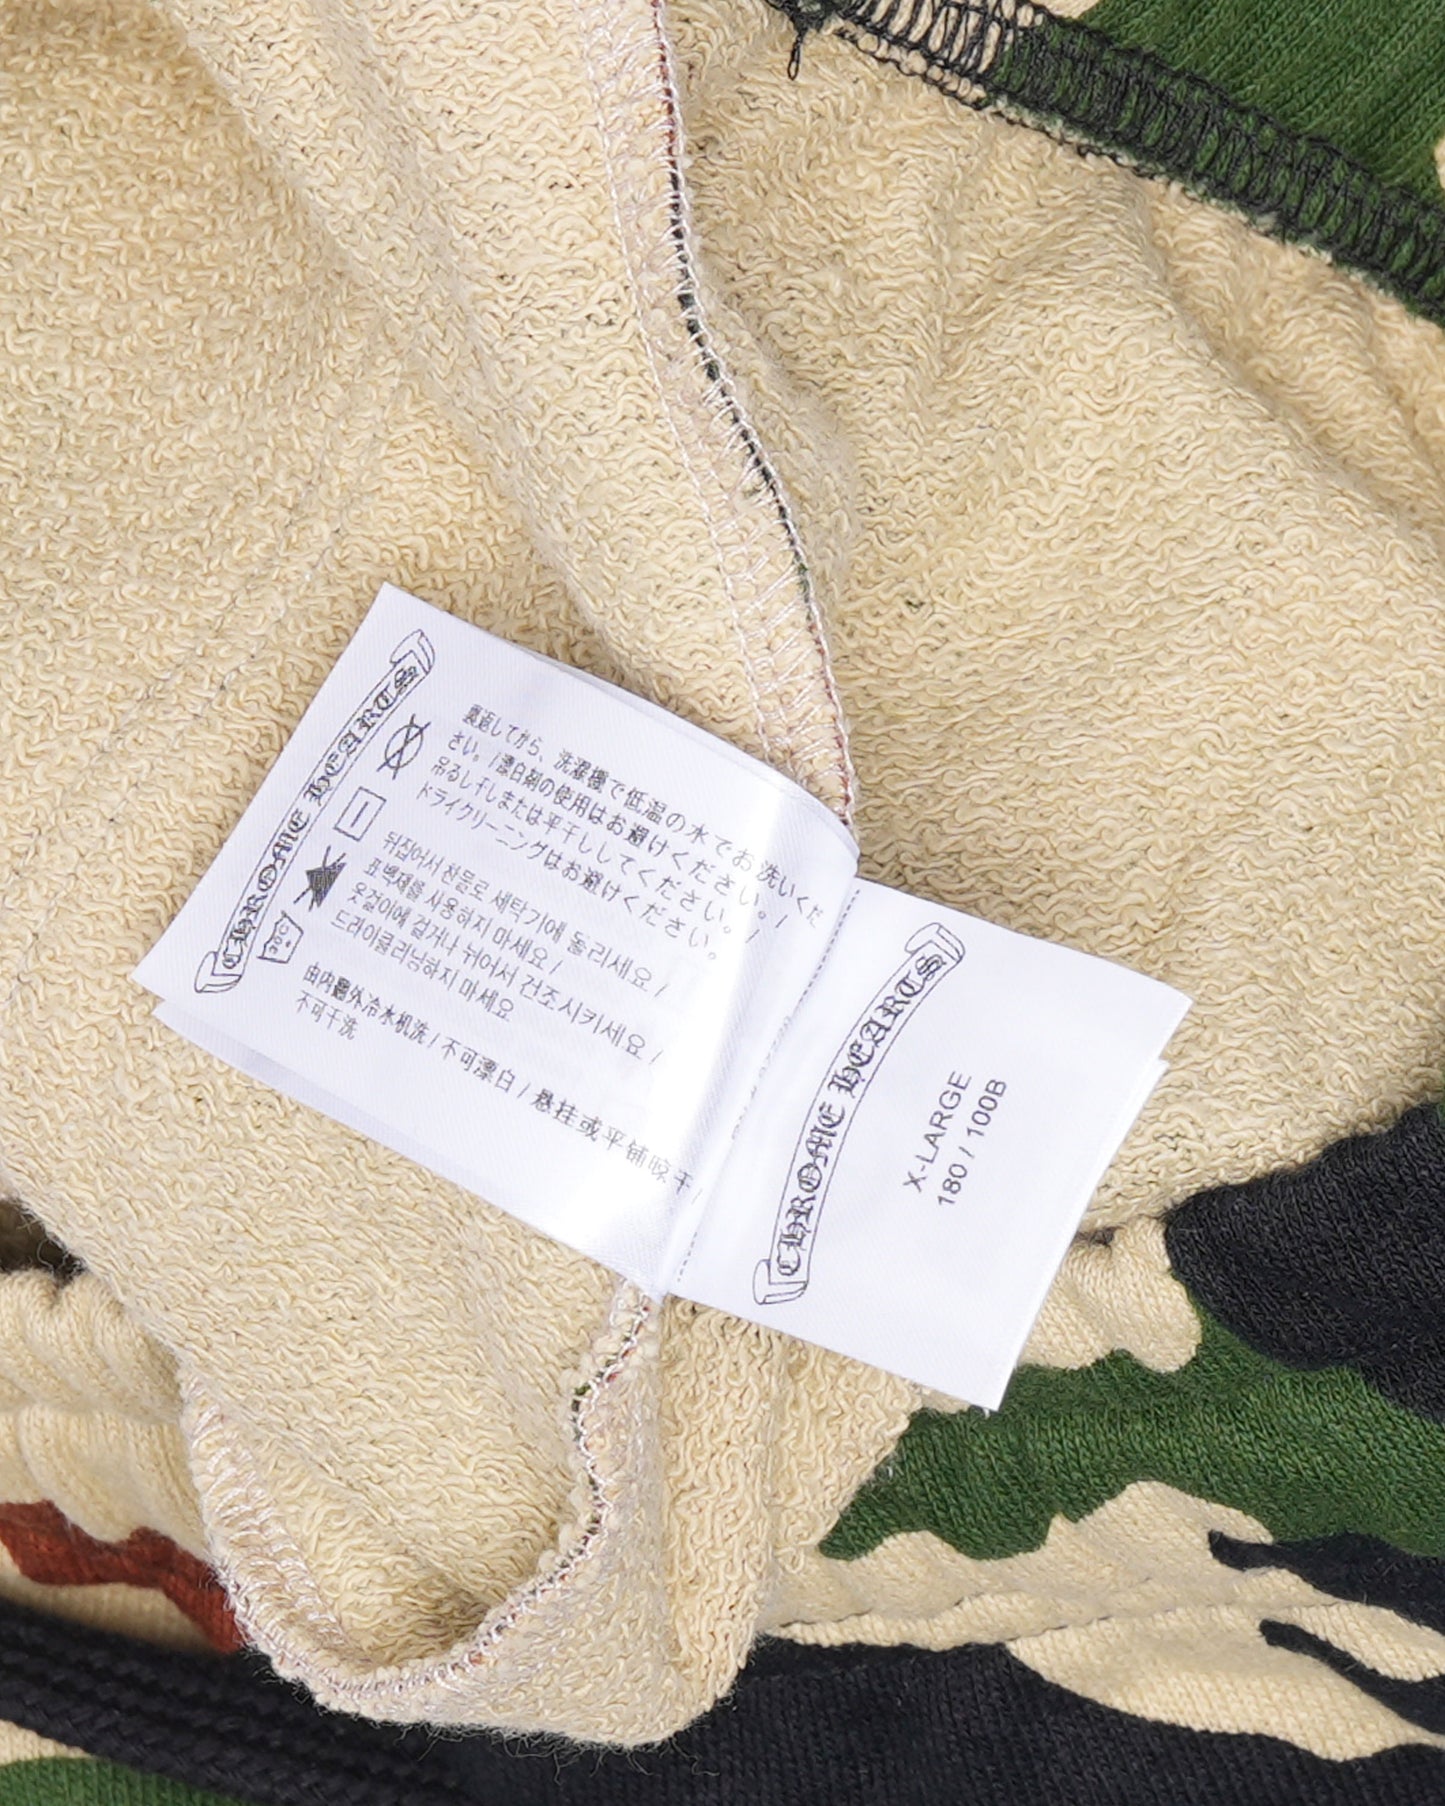 CHROME HEARTS
裏返してから、洗濯機で低温の水でお洗いくだ
さい。/漂白剤の使用はお避けください。/
吊るし干しまたは平干ししてください。/
ドライクリーニングはお避けください。
뒤집어서 찬물로 세탁기에 돌리세요 /
표백제를 사용하지 마세요 /
옷걸이에 걸거나 뉘어서 건조시키세요 /
드라이클리닝하지 마세요
由内翻外冷水机洗 / 不可漂白 / 悬挂或平铺晾干 /
不可干洗
CHROME HEARTS
X-LARGE
180 / 100B